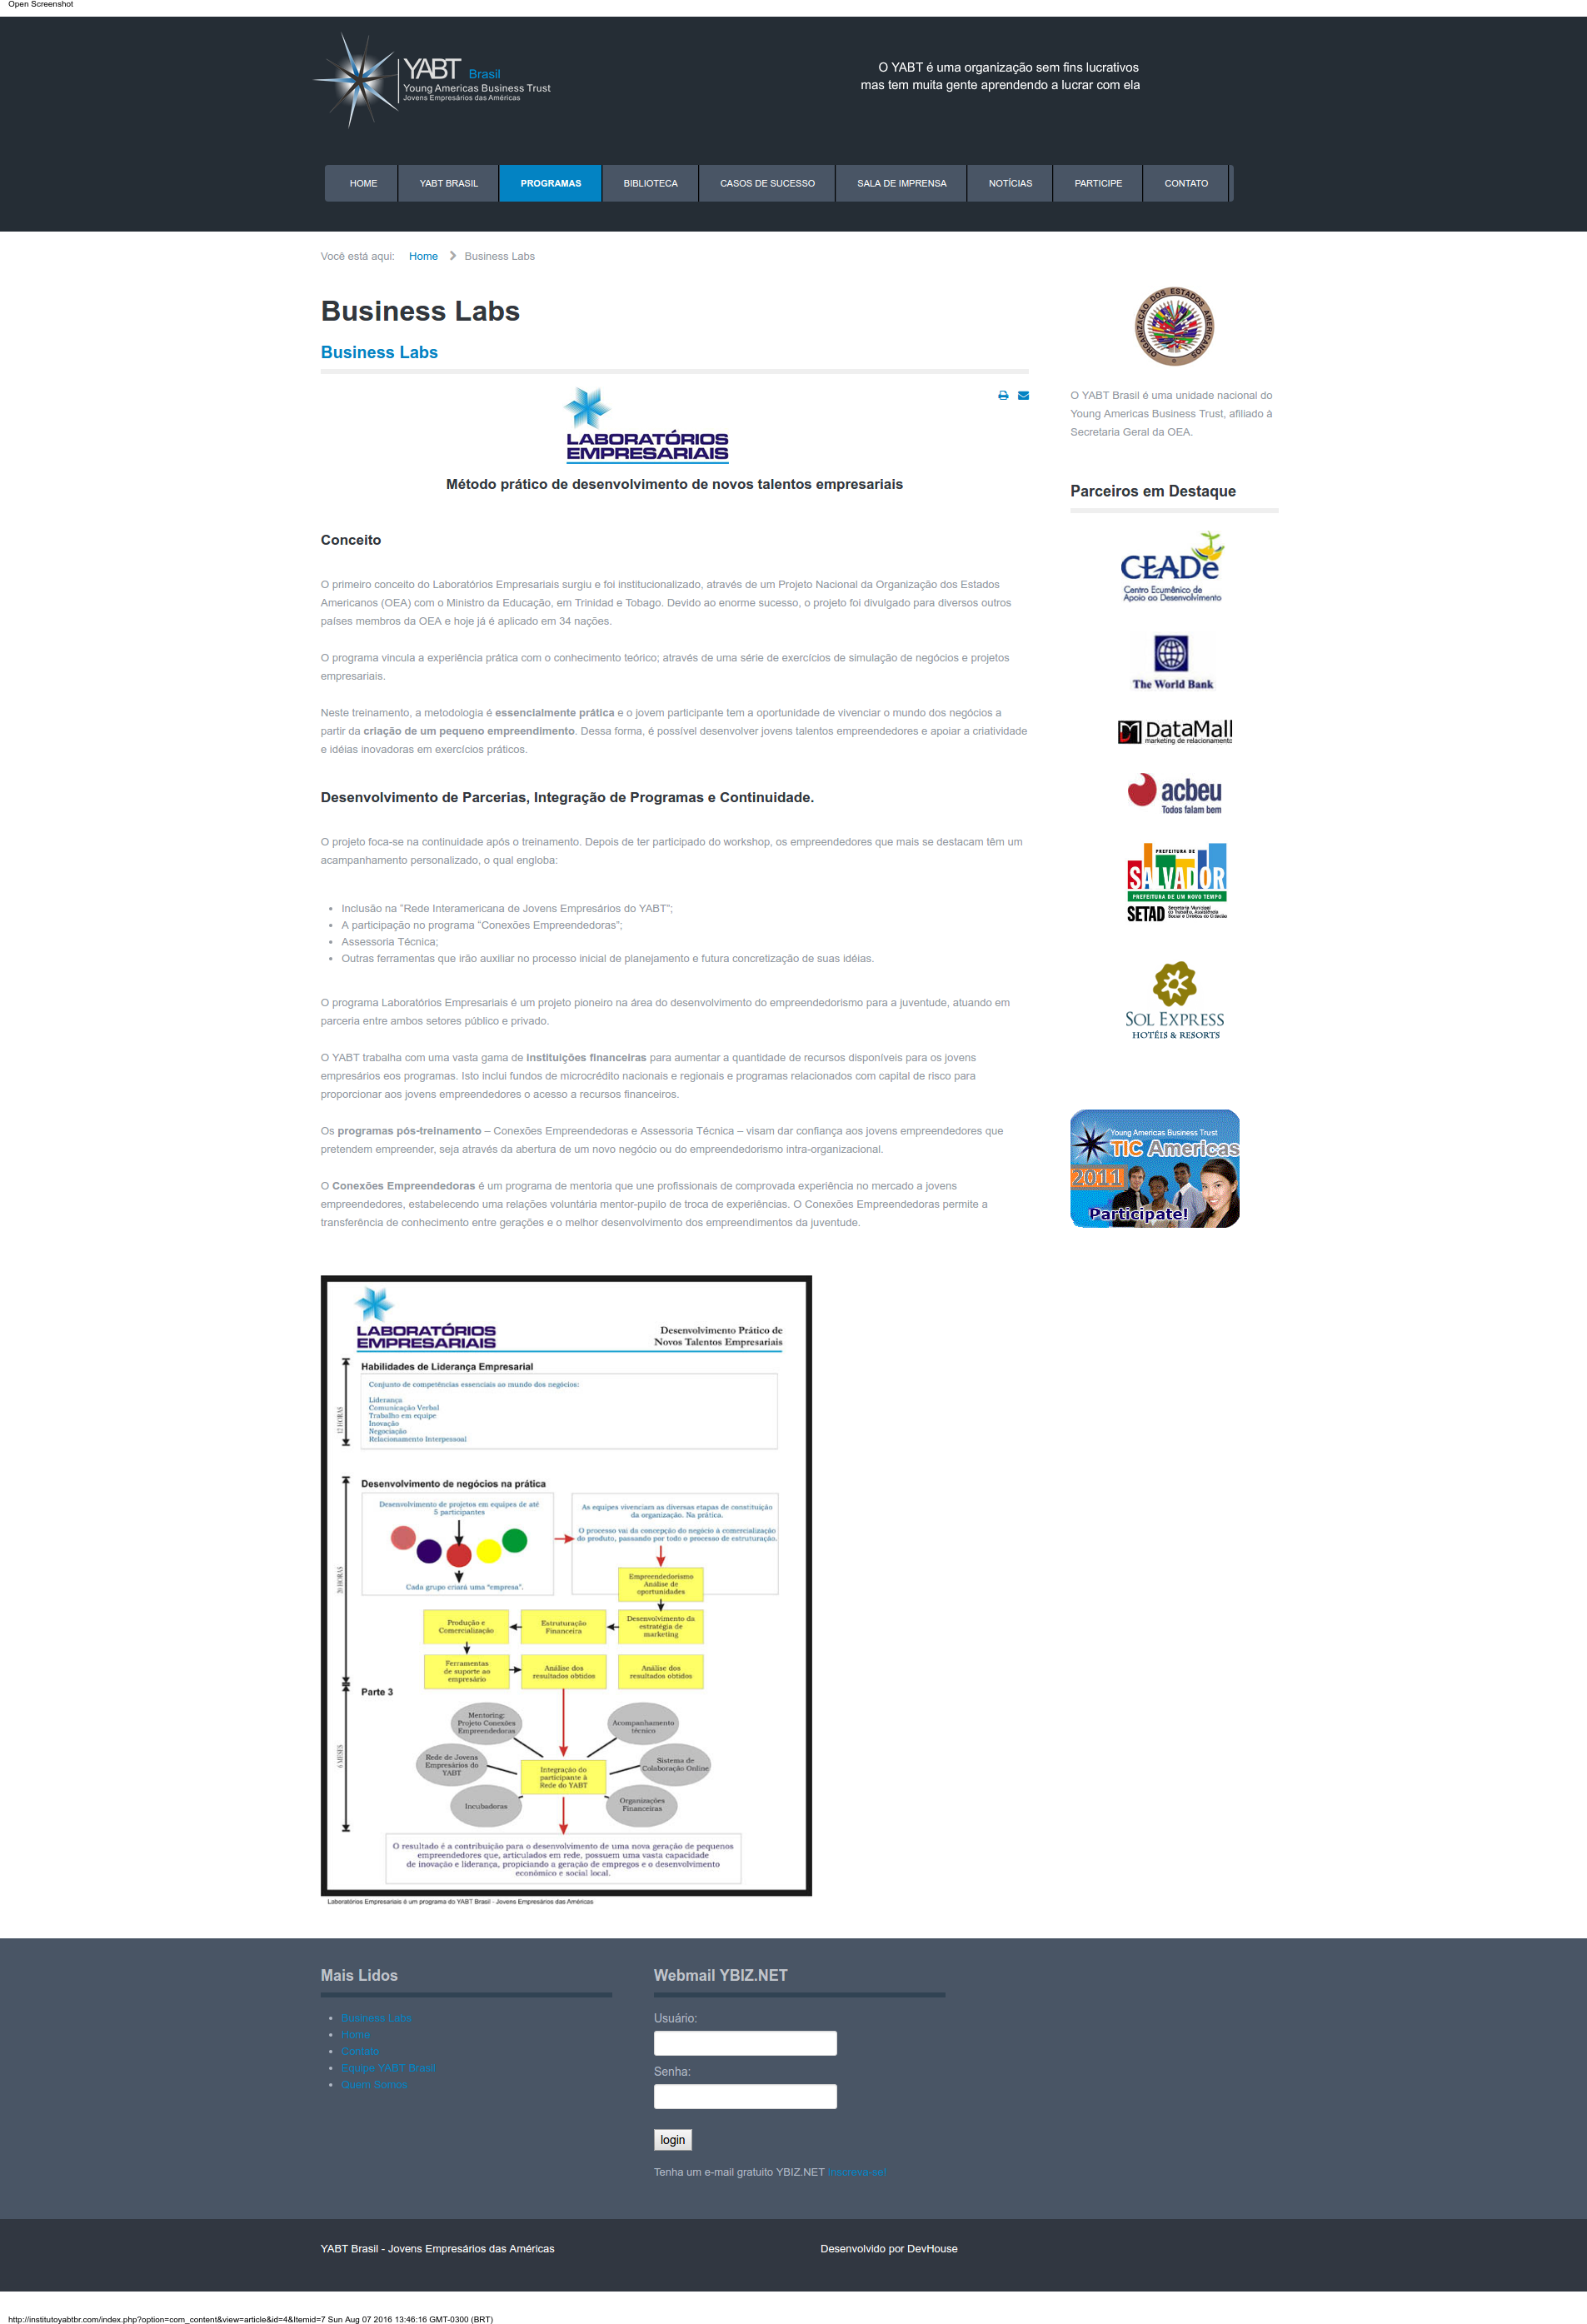 Open Screenshot
YABT Brasil
Young Americas Business Trust
Jovens Empresários das Américas
O YABT é uma organização sem fins lucrativos
mas tem muita gente aprendendo a lucrar com ela
HOME YABT BRASIL PROGRAMAS BIBLIOTECA CASOS DE SUCESSO SALA DE IMPRENSA NOTÍCIAS PARTICIPE CONTATO
Você está aqui: Home Business Labs
Business Labs
Business Labs
LABORATÓRIOS
EMPRESARIAIS
Método prático de desenvolvimento de novos talentos empresariais
Conceito
O primeiro conceito do Laboratórios Empresariais surgiu e foi institucionalizado, através de um Projeto Nacional da Organização dos Estados
Americanos (OEA) com o Ministro da Educação, em Trinidad e Tobago. Devido ao enorme sucesso, o projeto foi divulgado para diversos outros
países membros da OEA e hoje já é aplicado em 34 nações.
O programa vincula a experiência prática com o conhecimento teórico; através de uma série de exercícios de simulação de negócios e projetos
empresariais.
Neste treinamento, a metodologia é essencialmente prática e o jovem participante tem a oportunidade de vivenciar o mundo dos negócios a
partir da criação de um pequeno empreendimento. Dessa forma, é possível desenvolver jovens talentos empreendedores e apoiar a criatividade
e idéias inovadoras em exercícios práticos.
Desenvolvimento de Parcerias, Integração de Programas e Continuidade.
O projeto foca-se na continuidade após o treinamento. Depois de ter participado do workshop, os empreendedores que mais se destacam têm um
acampanhamento personalizado, o qual engloba:
Inclusão na "Rede Interamericana de Jovens Empresários do YABT";
A participação no programa "Conexões Empreendedoras";
Assessoria Técnica;
Outras ferramentas que irão auxiliar no processo inicial de planejamento e futura concretização de suas idéias.
O programa Laboratórios Empresariais é um projeto pioneiro na área do desenvolvimento do empreendedorismo para a juventude, atuando em
parceria entre ambos setores público e privado.
O YABT trabalha com uma vasta gama de instituições financeiras para aumentar a quantidade de recursos disponíveis para os jovens
empresários eos programas. Isto inclui fundos de microcrédito nacionais e regionais e programas relacionados com capital de risco para
proporcionar aos jovens empreendedores o acesso a recursos financeiros.
Os programas pós-treinamento – Conexões Empreendedoras e Assessoria Técnica – visam dar confiança aos jovens empreendedores que
pretendem empreender, seja através da abertura de um novo negócio ou do empreendedorismo intra-organizacional.
O Conexões Empreendedoras é um programa de mentoria que une profissionais de comprovada experiência no mercado a jovens
empreendedores, estabelecendo uma relações voluntária mentor-pupilo de troca de experiências. O Conexões Empreendedoras permite a
transferência de conhecimento entre gerações e o melhor desenvolvimento dos empreendimentos da juventude.
LABORATÓRIOS
EMPRESARIAIS
Desenvolvimento Prático de
Novos Talentos Empresariais
12 HORAS
Habilidades de Liderança Empresarial
Conjunto de competências essenciais ao mundo dos negócios:
Liderança
Comunicação Verbal
Trabalho em equipe
Inovação
Negociação
Relacionamento Interpessoal
20 HORAS
Desenvolvimento de negócios na prática
Desenvolvimento de projetos em equipes de até
5 participantes
Cada grupo criará uma "empresa".
As equipes vivenciam as diversas etapas de constituição
da organização. Na prática.
O processo vai da concepção do negócio à comercialização
do produto, passando por todo o processo de estruturação.
Empreendedorismo
Análise de
oportunidades
Produção e
Comercialização
Estruturação
Financeira
Desenvolvimento da
estratégia de
marketing
Ferramentas
de suporte ao
empresário
Análise dos
resultados obtidos
Análise dos
resultados obtidos
Parte 3
6 MESES
Mentoring:
Projeto Conexões
Empreendedoras
Acompanhamento
técnico
Rede de Jovens
Empresários do
YABT
Integração do
participante à
Rede do YABT
Sistema de
Colaboração Online
Incubadoras
Organizações
Financeiras
O resultado é a contribuição para o desenvolvimento de uma nova geração de pequenos
empreendedores que, articulados em rede, possuem uma vasta capacidade
de inovação e liderança, propiciando a geração de empregos e o desenvolvimento
econômico e social local.
Laboratórios Empresariais é um programa do YABT Brasil - Jovens Empresários das Américas
ORGANIZAÇÃO DOS ESTADOS AMERICANOS
O YABT Brasil é uma unidade nacional do
Young Americas Business Trust, afiliado à
Secretaria Geral da OEA.
Parceiros em Destaque
CEADe
Centro Ecumênico de
Apoio ao Desenvolvimento
The World Bank
DataMall
marketing de relacionamento
acbeu
Todos falam bem
PREFEITURA DE
SALVADOR
PREFEITURA DE UM NOVO TEMPO
SETAD Secretaria Municipal
do Trabalho, Assistência
Social e Direitos do Cidadão
SOL EXPRESS
HOTÉIS & RESORTS
Young Americas Business Trust
TIC Americas
2011
Participate!
Mais Lidos
Business Labs
Home
Contato
Equipe YABT Brasil
Quem Somos
Webmail YBIZ.NET
Usuário:
Senha:
login
Tenha um e-mail gratuito YBIZ.NET inscreva-se!
YABT Brasil - Jovens Empresários das Américas
Desenvolvido por DevHouse
http://institutoyabtbr.com/index.php?option=com_content&view=article&id=4&Itemid=7 Sun Aug 07 2016 13:46:16 GMT-0300 (BRT)